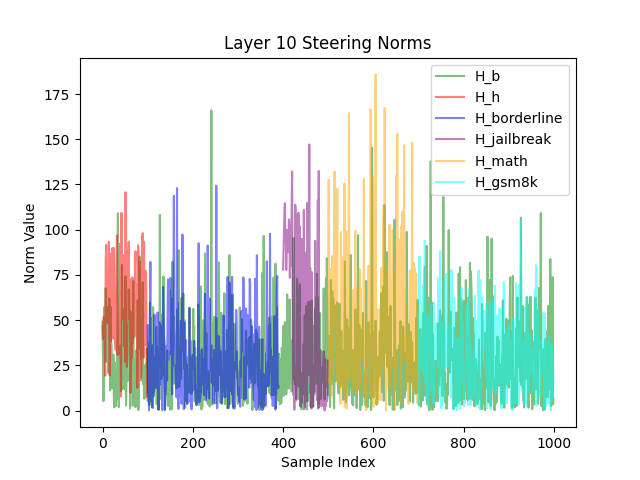 Layer 10 Steering Norms
Norm Value
175
150
125
100
75
50
25
0
0 200 400 600 800 1000
Sample Index
H_b
H_h
H_borderline
H_jailbreak
H_math
H_gsm8k